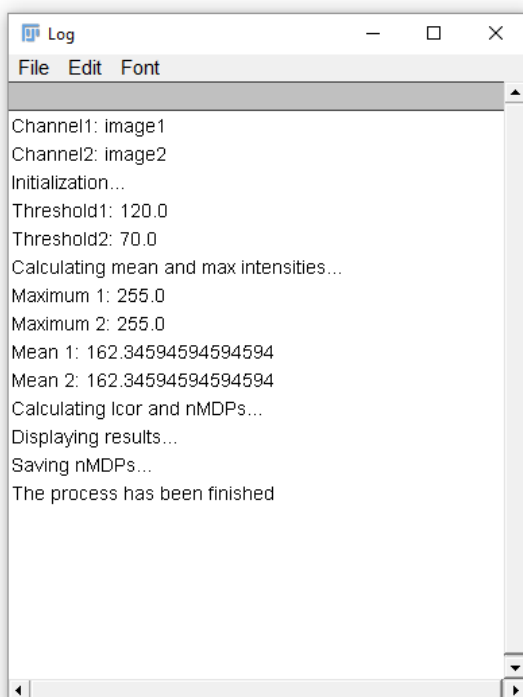 Log
File Edit Font
Channel1: image1
Channel2: image2
Initialization...
Threshold1: 120.0
Threshold2: 70.0
Calculating mean and max intensities...
Maximum 1: 255.0
Maximum 2: 255.0
Mean 1: 162.34594594594594
Mean 2: 162.34594594594594
Calculating Icor and nMDPs...
Displaying results...
Saving nMDPs...
The process has been finished